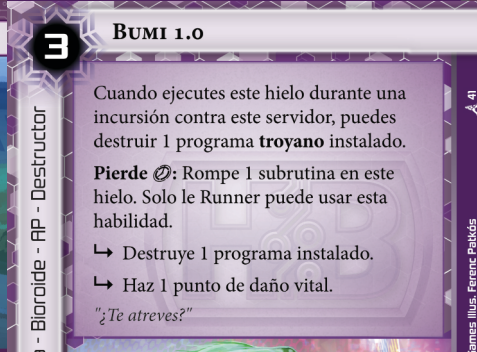 3
BUMI 1.0
Cuando ejecutes este hielo durante una
incursión contra este servidor, puedes
destruir 1 programa troyano instalado.
Pierde : Rompe 1 subrutina en este
hielo. Solo le Runner puede usar esta
habilidad.
↳ Destruye 1 programa instalado.
↳ Haz 1 punto de daño vital.
"¿Te atreves?"
- Bioroide - AP - Destructor
41
ames Illus. Ferenc Patkós